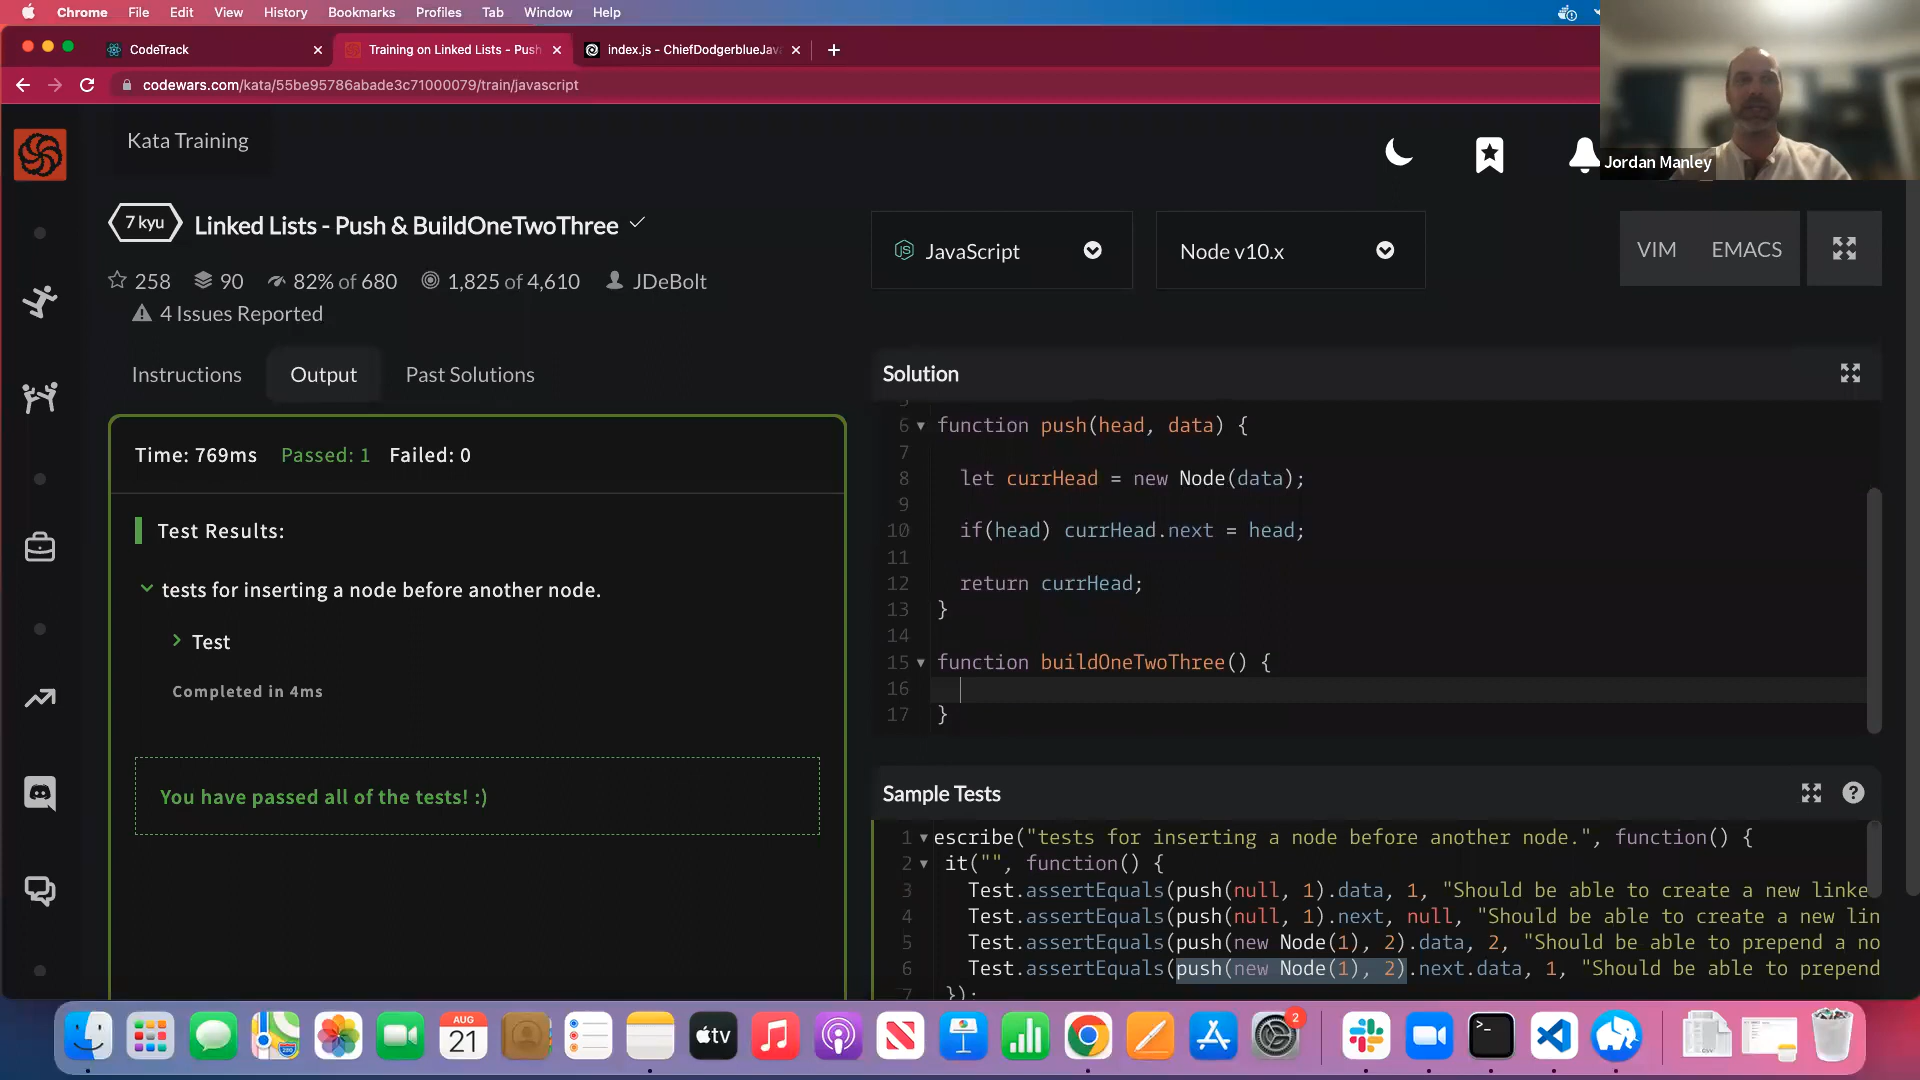 Chrome File Edit View History Bookmarks Profiles Tab Window Help
CodeTrack
Training on Linked Lists - Push
index.js - ChiefDodgerblueJav
codewars.com/kata/55be95786abade3c71000079/train/javascript
Jordan Manley
Kata Training
7 kyu
Linked Lists - Push & BuildOneTwoThree
258 90 82% of 680 1,825 of 4,610 JDeBolt
4 Issues Reported
JavaScript
Node v10.x
VIM EMACS
Instructions Output Past Solutions
Time: 769ms Passed: 1 Failed: 0
Test Results:
tests for inserting a node before another node.
Test
Completed in 4ms
You have passed all of the tests! :)
Solution
6 function push(head, data) {
7
8 let currHead = new Node(data);
9
10 if(head) currHead.next = head;
11
12 return currHead;
13 }
14
15 function buildOneTwoThree() {
16
17 }
Sample Tests
1 escribe("tests for inserting a node before another node.", function() {
2 it("", function() {
3 Test.assertEquals(push(null, 1).data, 1, "Should be able to create a new linke
4 Test.assertEquals(push(null, 1).next, null, "Should be able to create a new lin
5 Test.assertEquals(push(new Node(1), 2).data, 2, "Should be able to prepend a no
6 Test.assertEquals(push(new Node(1), 2).next.data, 1, "Should be able to prepend
7 });
AUG
21
tv
2